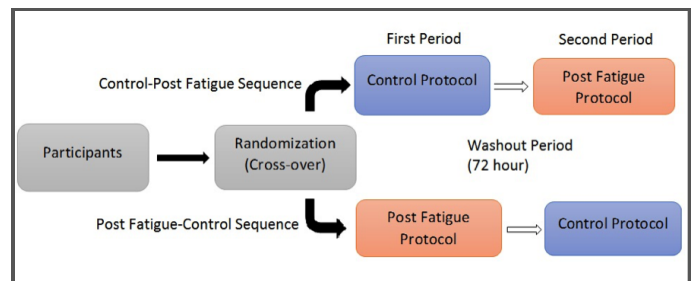 First Period
Second Period
Control-Post Fatigue Sequence
Control Protocol
Post Fatigue
Protocol
Participants
Randomization
(Cross-over)
Washout Period
(72 hour)
Post Fatigue-Control Sequence
Post Fatigue
Protocol
Control Protocol